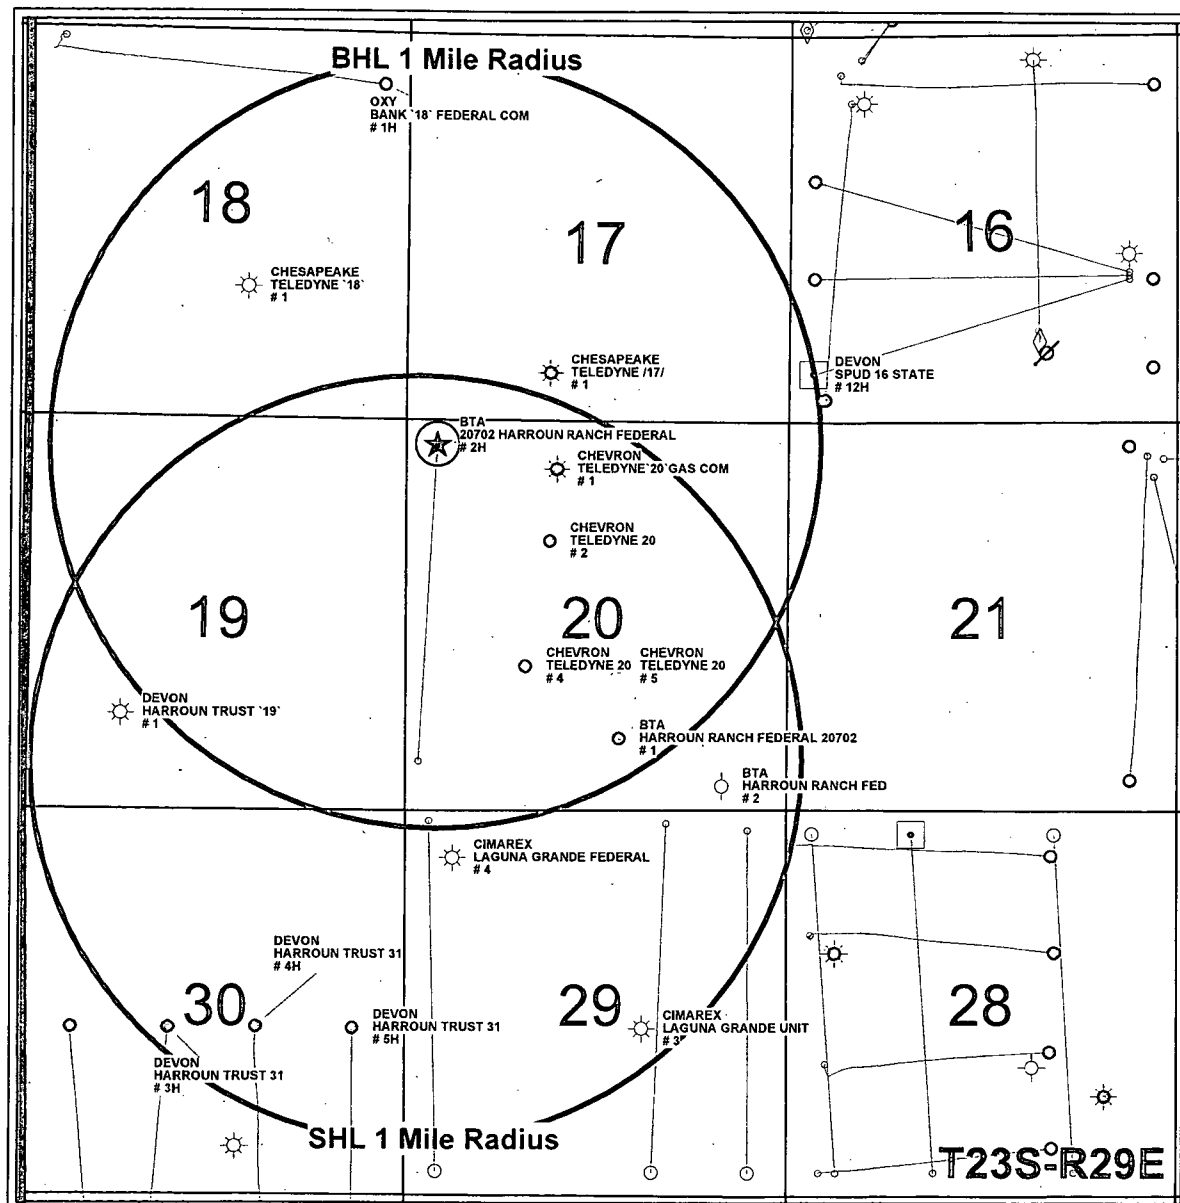 BHL 1 Mile Radius
OXY
BANK `18` FEDERAL COM
# 1H
18
17
16
CHESAPEAKE
TELEDYNE `18`
# 1
CHESAPEAKE
TELEDYNE /17/
# 1
DEVON
SPUD 16 STATE
# 12H
BTA
20702 HARROUN RANCH FEDERAL
# 2H
CHEVRON
TELEDYNE`20`GAS COM
# 1
CHEVRON
TELEDYNE 20
# 2
19
20
21
CHEVRON
TELEDYNE 20
# 4
CHEVRON
TELEDYNE 20
# 5
DEVON
HARROUN TRUST `19`
# 1
BTA
HARROUN RANCH FEDERAL 20702
# 1
BTA
HARROUN RANCH FED
# 2
CIMAREX
LAGUNA GRANDE FEDERAL
# 4
DEVON
HARROUN TRUST 31
# 4H
30
29
28
DEVON
HARROUN TRUST 31
# 5H
CIMAREX
LAGUNA GRANDE UNIT
# 3
DEVON
HARROUN TRUST 31
# 3H
SHL 1 Mile Radius
T23S-R29E